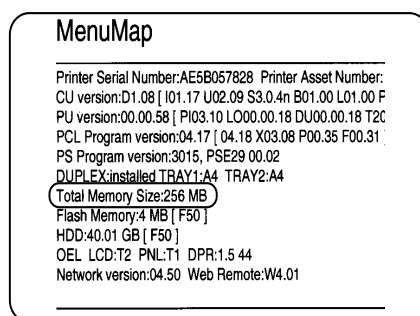 MenuMap
Printer Serial Number:AE5B057828 Printer Asset Number:
CU version:D1.08 [ I01.17 U02.09 S3.0.4n B01.00 L01.00 F
PU version:00.00.58 [ PI03.10 LO00.00.18 DU00.00.18 T20
PCL Program version:04.17 [ 04.18 X03.08 P00.35 F00.31 ]
PS Program version:3015, PSE29 00.02
DUPLEX:installed TRAY1:A4 TRAY2:A4
Total Memory Size:256 MB
Flash Memory:4 MB [ F50 ]
HDD:40.01 GB [ F50 ]
OEL LCD:T2 PNL:T1 DPR:1.5 44
Network version:04.50 Web Remote:W4.01